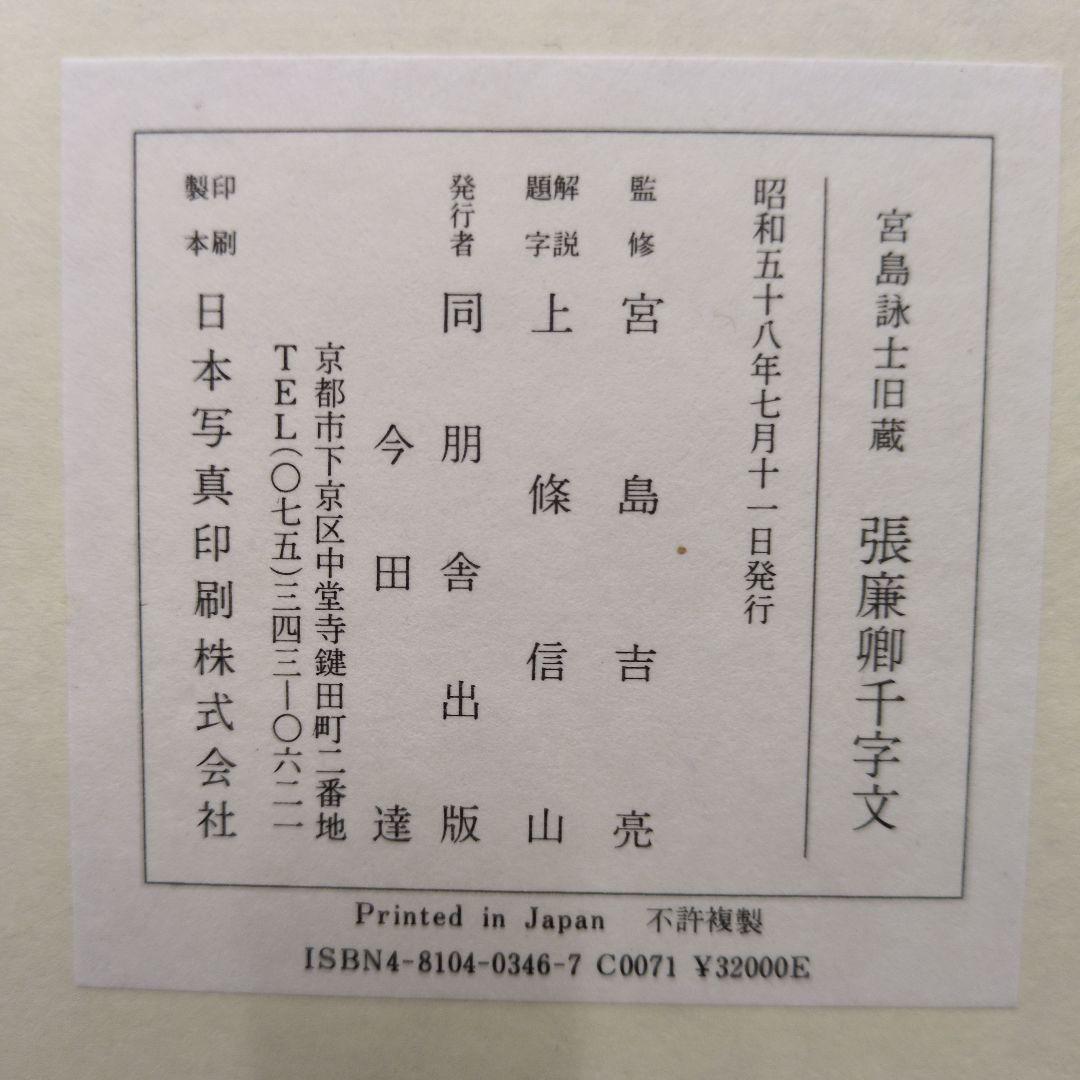 宮島詠士旧蔵　張廉卿千字文
昭和五十八年七月十一日発行
監修　宮島吉亮
解説
題字　上條信山
発行者　同朋舎出版
今田達
京都市下京区中堂寺鍵田町二番地
TEL(〇七五)三四三―〇六二一
印刷
製本　日本写真印刷株式会社
Printed in Japan　不許複製
ISBN4-8104-0346-7 C0071 ¥32000E